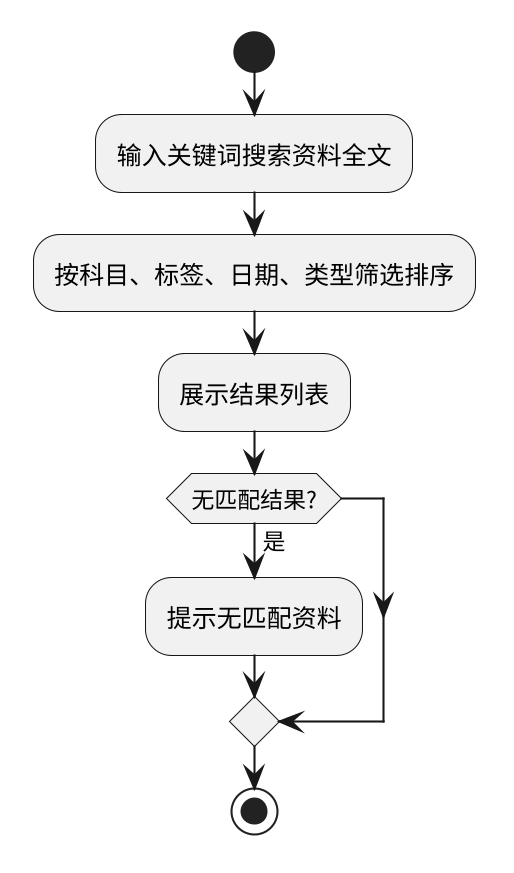 输入关键词搜索资料全文
按科目、标签、日期、类型筛选排序
展示结果列表
无匹配结果?
是
提示无匹配资料